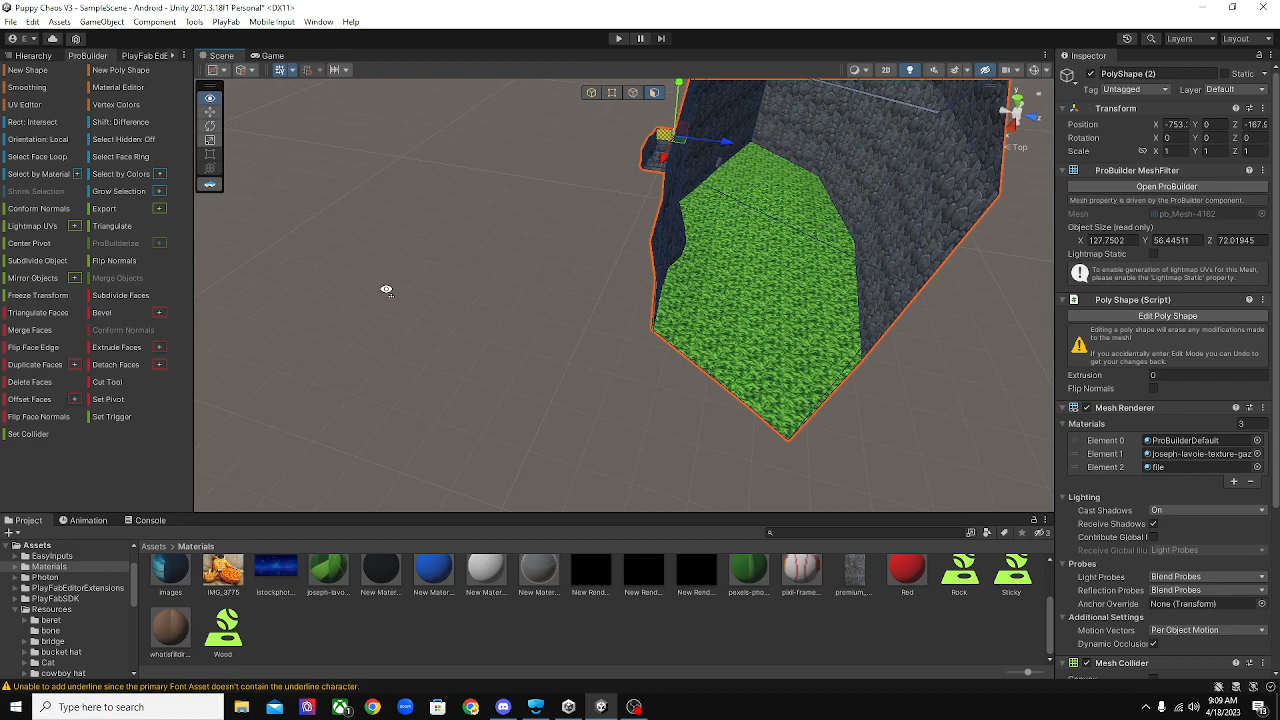 Puppy Chaos V3 - SampleScene - Android - Unity 2021.3.18f1 Personal* <DX11>
File Edit Assets GameObject Component Tools PlayFab Mobile Input Window Help
E Layers Layout
Hierarchy ProBuilder PlayFab Edi Scene Game Inspector
2D
New Shape New Poly Shape
Smoothing Material Editor
UV Editor Vertex Colors
Rect: Intersect Shift: Difference
Orientation: Local Select Hidden: Off
Select Face Loop Select Face Ring
Select by Material Select by Colors
Shrink Selection Grow Selection
Conform Normals Export
Lightmap UVs Triangulate
Center Pivot ProBuilderize
Subdivide Object Flip Normals
Mirror Objects Merge Objects
Freeze Transform Subdivide Faces
Triangulate Faces Bevel
Merge Faces Conform Normals
Flip Face Edge Extrude Faces
Duplicate Faces Detach Faces
Delete Faces Cut Tool
Offset Faces Set Pivot
Flip Face Normals Set Trigger
Set Collider
y
z
x
Top
PolyShape (2) Static
Tag Untagged Layer Default
Transform
Position X -753. Y 0 Z -167.9
Rotation X 0 Y 0 Z 0
Scale X 1 Y 1 Z 1
ProBuilder MeshFilter
Open ProBuilder
Mesh property is driven by the ProBuilder component.
Mesh pb_Mesh-4162
Object Size (read only)
X 127.7502 Y 56.44511 Z 72.01945
Lightmap Static
To enable generation of lightmap UVs for this Mesh, please enable the 'Lightmap Static' property.
Poly Shape (Script)
Edit Poly Shape
Editing a poly shape will erase any modifications made to the mesh!
If you accidentally enter Edit Mode you can Undo to get your changes back.
Extrusion 0
Flip Normals
Mesh Renderer
Materials 3
Element 0 ProBuilderDefault
Element 1 joseph-lavoie-texture-gaz
Element 2 file
Lighting
Cast Shadows On
Receive Shadows
Contribute Global I
Receive Global Illu Light Probes
Probes
Light Probes Blend Probes
Reflection Probes Blend Probes
Anchor Override None (Transform)
Additional Settings
Motion Vectors Per Object Motion
Dynamic Occlusion
Mesh Collider
Project Animation Console
3
Assets
EasyInputs
Materials
Photon
PlayFabEditorExtensions
PlayFabSDK
Resources
beret
bone
bridge
bucket hat
Cat
cowboy hat
Assets > Materials
images IMG_3775 istockphot... joseph-lavo... New Mater... New Mater... New Mater... New Mater... New Rend... New Rend... New Rend... pexels-pho... pixil-frame... premium_... Red Rock Sticky
whatisfilldir... Wood
Unable to add underline since the primary Font Asset doesn't contain the underline character.
Type here to search
zoom
9:09 AM
4/18/2023